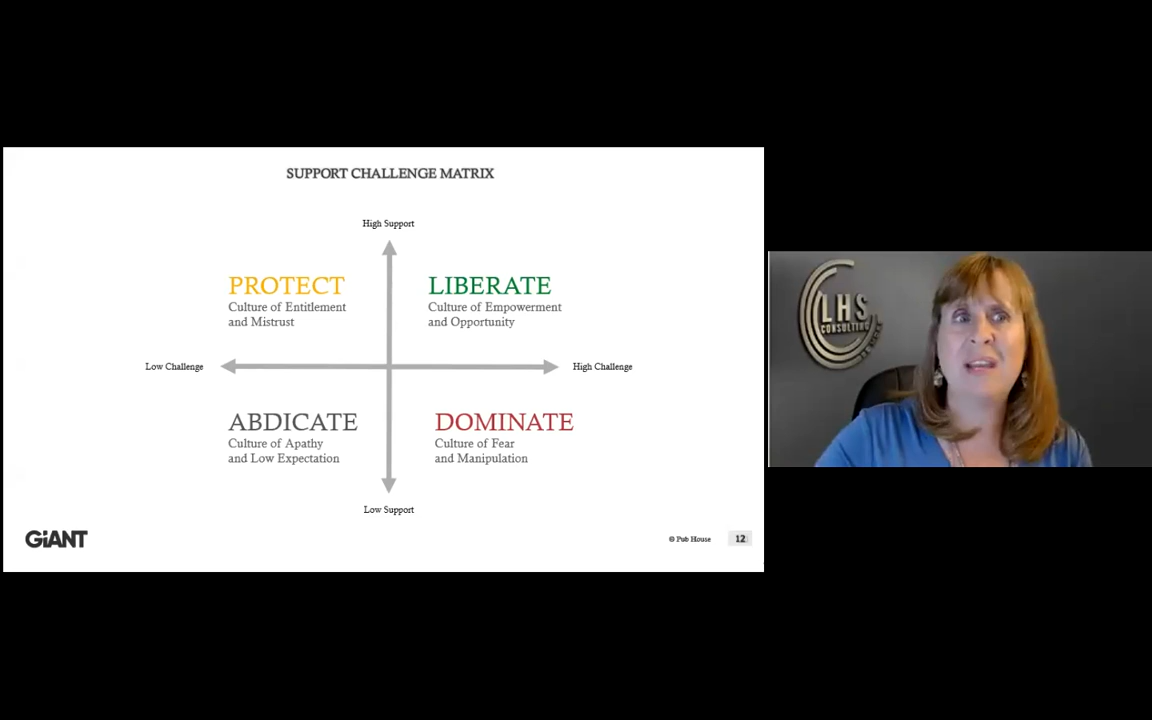 SUPPORT CHALLENGE MATRIX
High Support
PROTECT
Culture of Entitlement
and Mistrust
LIBERATE
Culture of Empowerment
and Opportunity
Low Challenge
High Challenge
ABDICATE
Culture of Apathy
and Low Expectation
DOMINATE
Culture of Fear
and Manipulation
Low Support
GiANT
© Pub House
12
LHS
CONSULTING